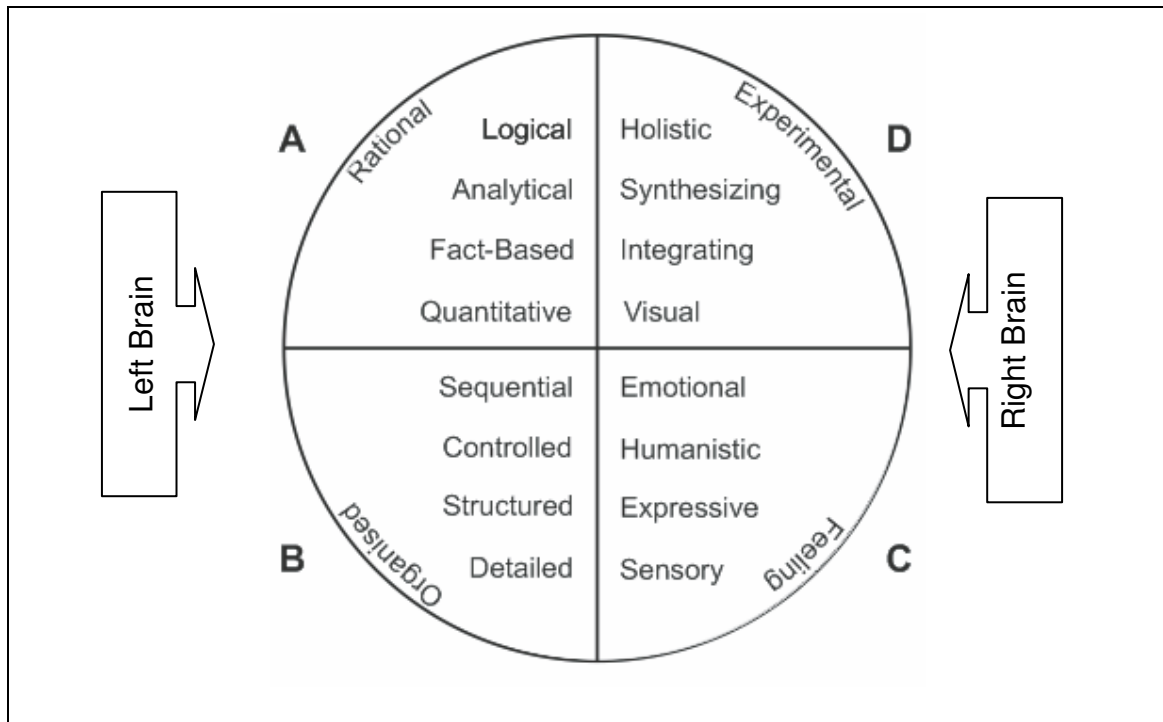 A
Rational
Logical
Analytical
Fact-Based
Quantitative
Experimental
D
Holistic
Synthesizing
Integrating
Visual
Left Brain
Right Brain
Sequential
Controlled
Structured
Detailed
Organised
B
Emotional
Humanistic
Expressive
Sensory
Feeling
C